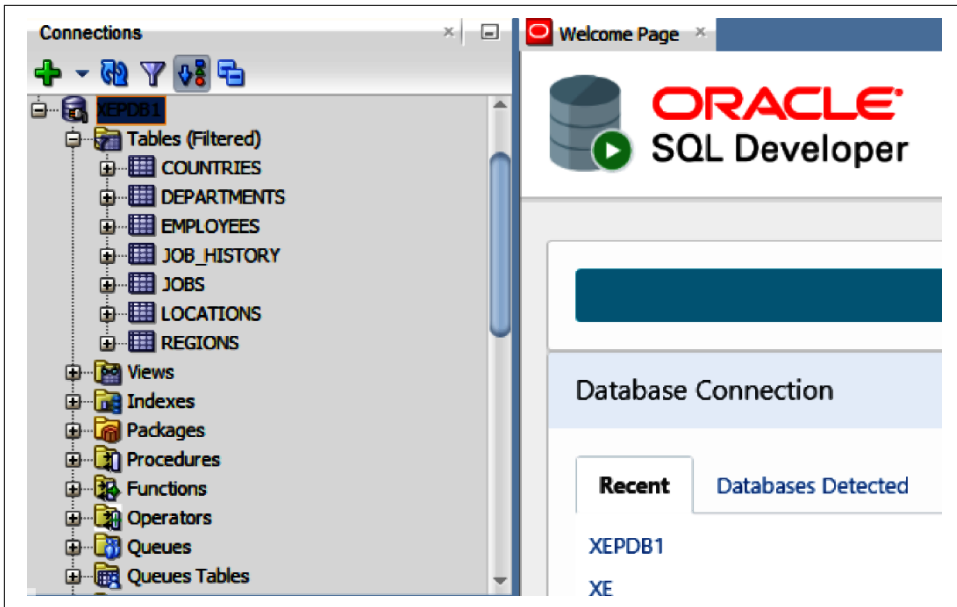 Connections
XEPDB1
Tables (Filtered)
COUNTRIES
DEPARTMENTS
EMPLOYEES
JOB_HISTORY
JOBS
LOCATIONS
REGIONS
Views
Indexes
Packages
Procedures
Functions
Operators
Queues
Queues Tables
Welcome Page
ORACLE
SQL Developer
Database Connection
Recent
Databases Detected
XEPDB1
XE